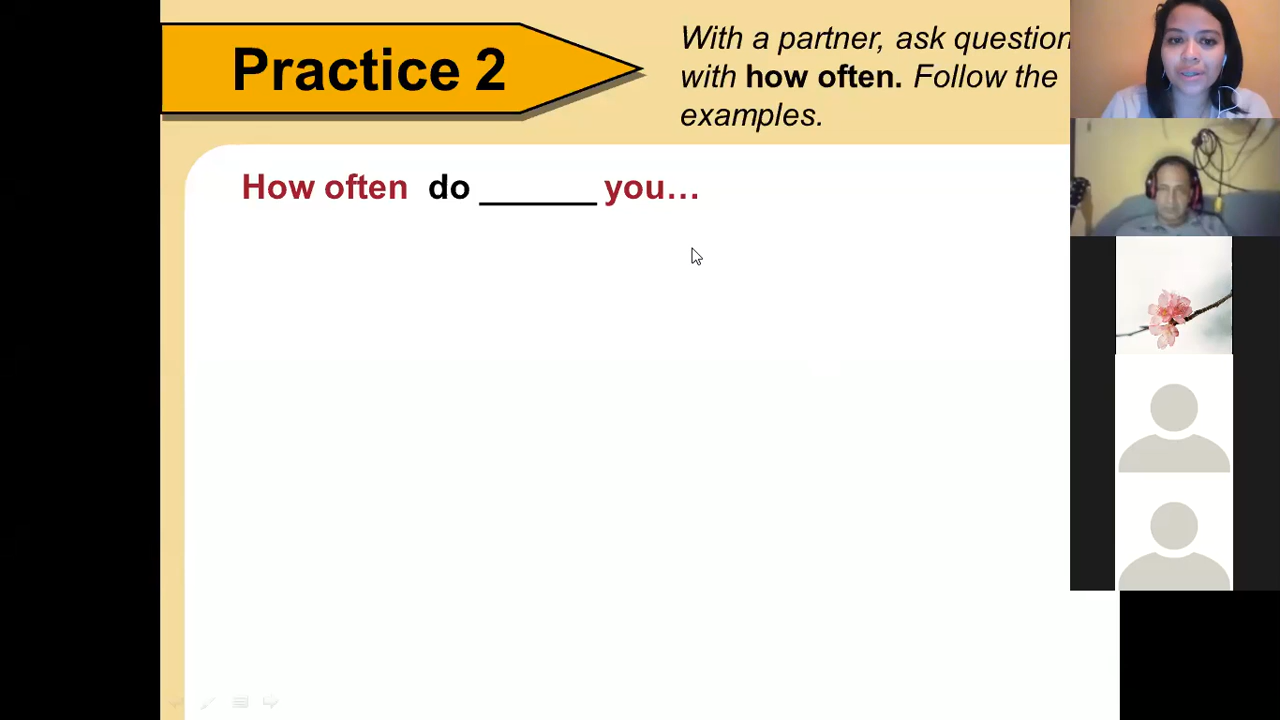 Practice 2
With a partner, ask question
with how often. Follow the
examples.
How often do _______ you…